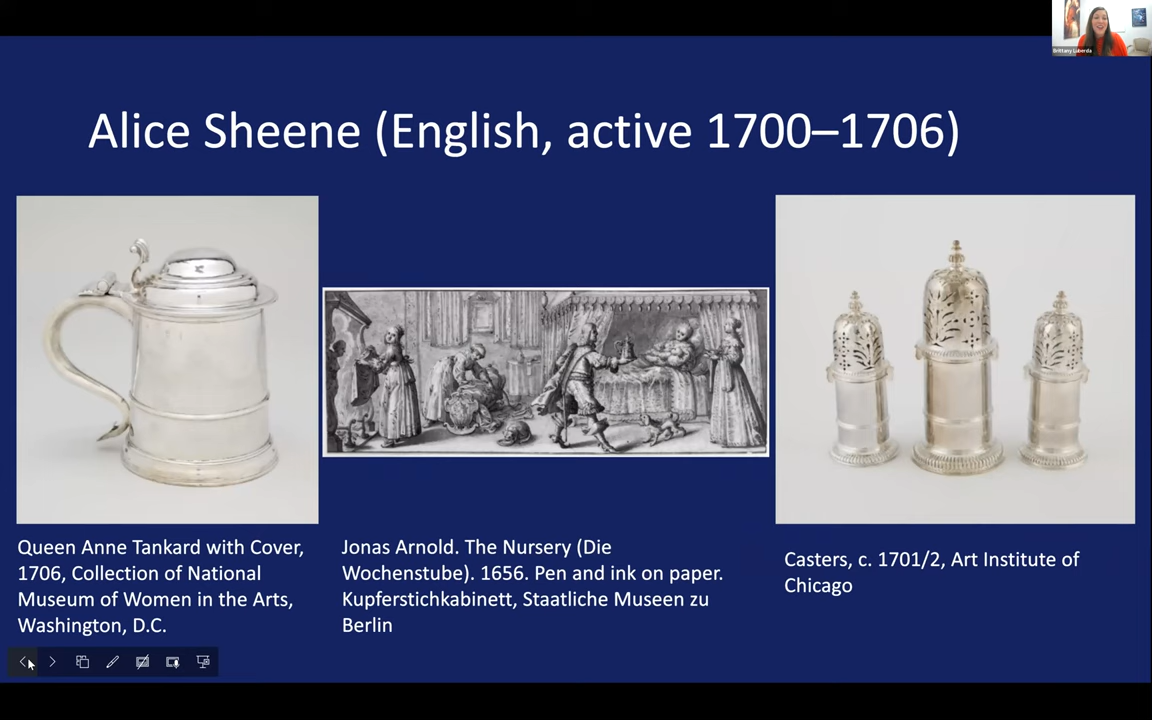 Brittany Laberda
Alice Sheene (English, active 1700–1706)
Queen Anne Tankard with Cover,
1706, Collection of National
Museum of Women in the Arts,
Washington, D.C.
Jonas Arnold. The Nursery (Die
Wochenstube). 1656. Pen and ink on paper.
Kupferstichkabinett, Staatliche Museen zu
Berlin
Casters, c. 1701/2, Art Institute of
Chicago